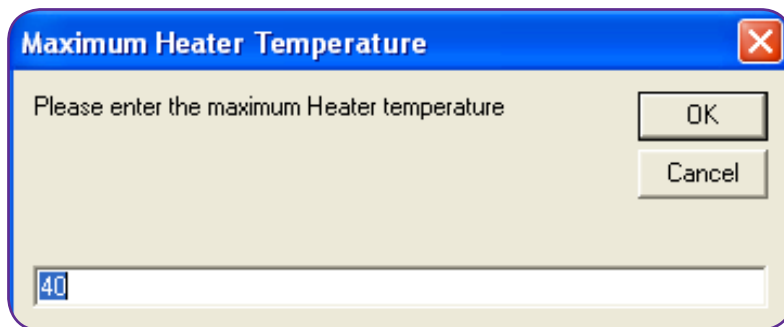 Maximum Heater Temperature
Please enter the maximum Heater temperature
OK
Cancel
40